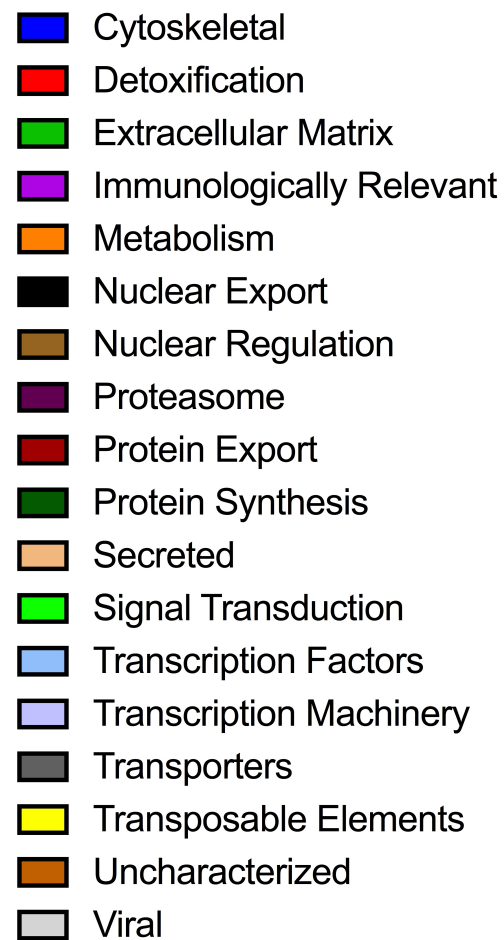 Cytoskeletal
Detoxification
Extracellular Matrix
Immunologically Relevant
Metabolism
Nuclear Export
Nuclear Regulation
Proteasome
Protein Export
Protein Synthesis
Secreted
Signal Transduction
Transcription Factors
Transcription Machinery
Transporters
Transposable Elements
Uncharacterized
Viral